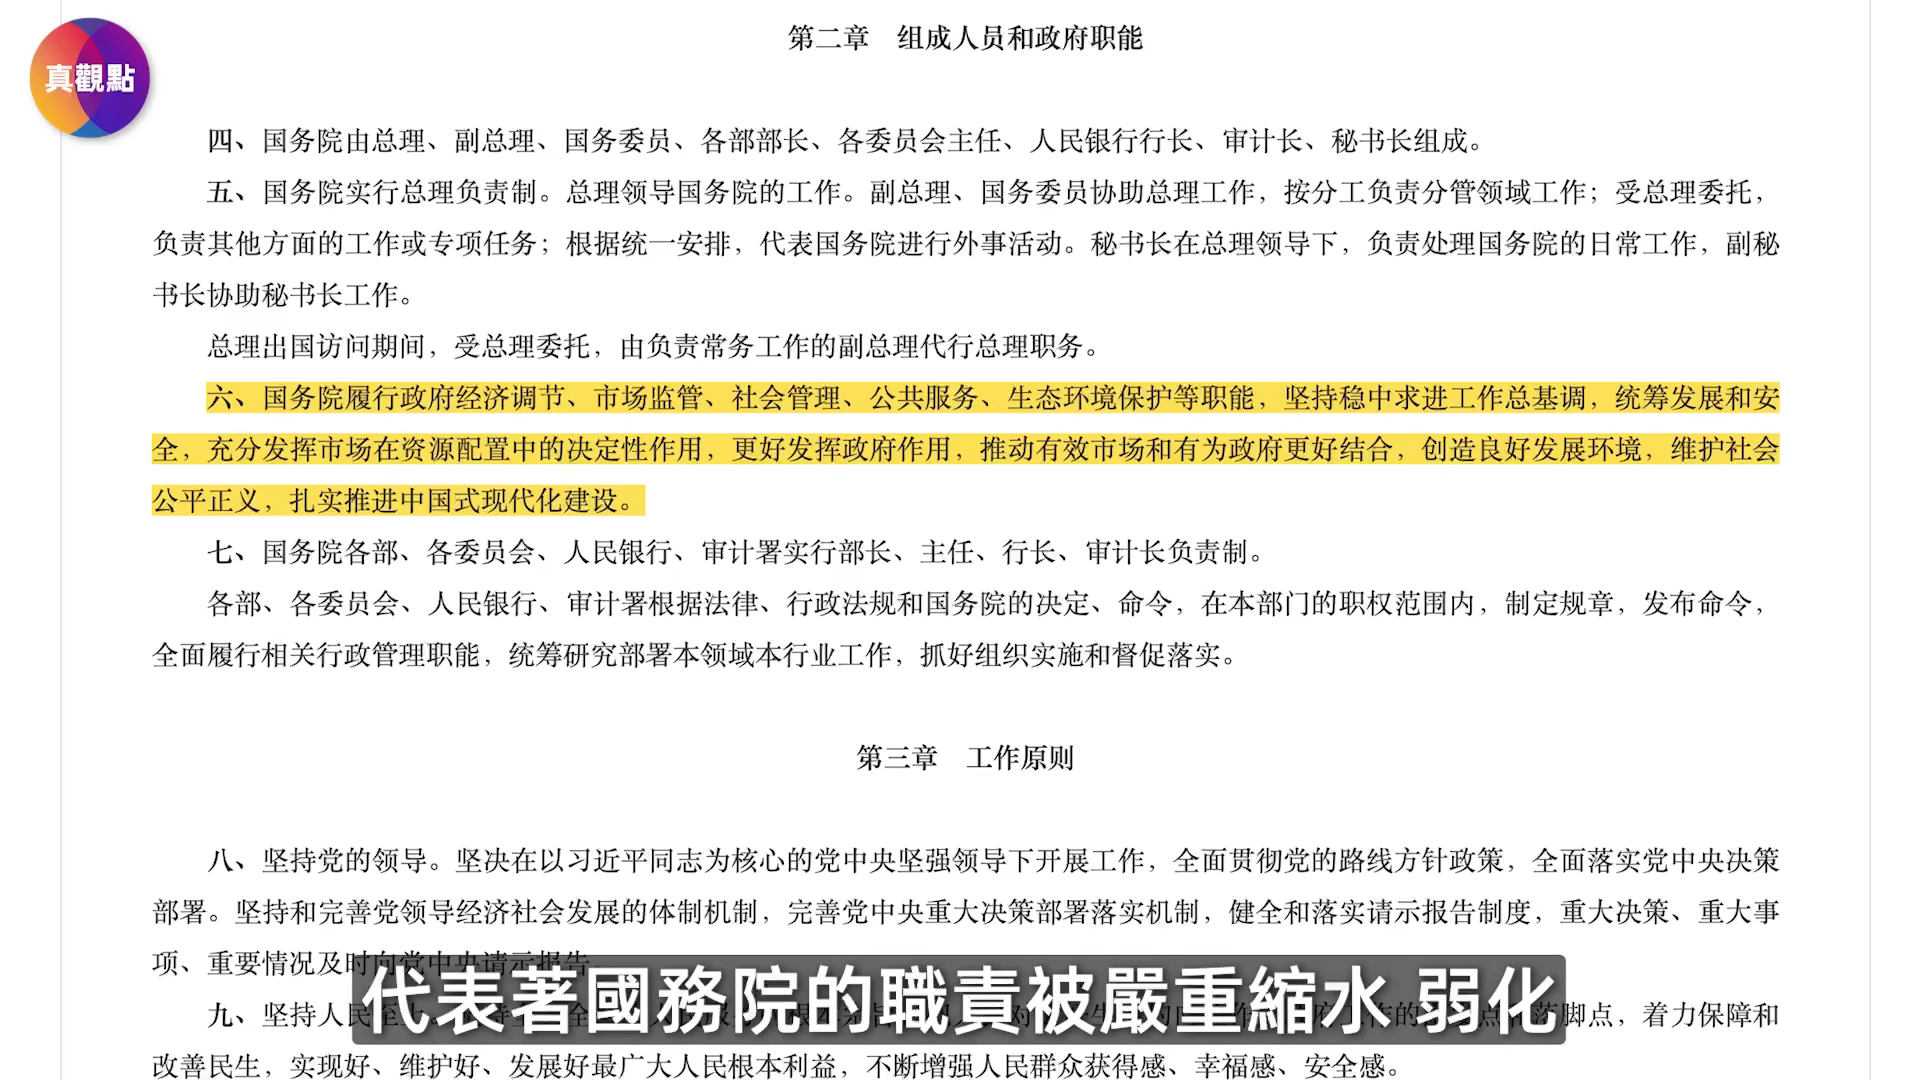 真觀點
第二章 组成人员和政府职能
四、国务院由总理、副总理、国务委员、各部部长、各委员会主任、人民银行行长、审计长、秘书长组成。
五、国务院实行总理负责制。总理领导国务院的工作。副总理、国务委员协助总理工作，按分工负责分管领域工作；受总理委托，
负责其他方面的工作或专项任务；根据统一安排，代表国务院进行外事活动。秘书长在总理领导下，负责处理国务院的日常工作，副秘
书长协助秘书长工作。
总理出国访问期间，受总理委托，由负责常务工作的副总理代行总理职务。
六、国务院履行政府经济调节、市场监管、社会管理、公共服务、生态环境保护等职能，坚持稳中求进工作总基调，统筹发展和安
全，充分发挥市场在资源配置中的决定性作用，更好发挥政府作用，推动有效市场和有为政府更好结合，创造良好发展环境，维护社会
公平正义，扎实推进中国式现代化建设。
七、国务院各部、各委员会、人民银行、审计署实行部长、主任、行长、审计长负责制。
各部、各委员会、人民银行、审计署根据法律、行政法规和国务院的决定、命令，在本部门的职权范围内，制定规章，发布命令，
全面履行相关行政管理职能，统筹研究部署本领域本行业工作，抓好组织实施和督促落实。
第三章 工作原则
八、坚持党的领导。坚决在以习近平同志为核心的党中央坚强领导下开展工作，全面贯彻党的路线方针政策，全面落实党中央决策
部署。坚持和完善党领导经济社会发展的体制机制，完善党中央重大决策部署落实机制，健全和落实请示报告制度，重大决策、重大事
项、重要情况及时向党中央请示报告
代表著國務院的職責被嚴重縮水 弱化
九、坚持人民 脚点，着力保障和
改善民生，实现好、维护好、发展好最广大人民根本利益，不断增强人民群众获得感、幸福感、安全感。